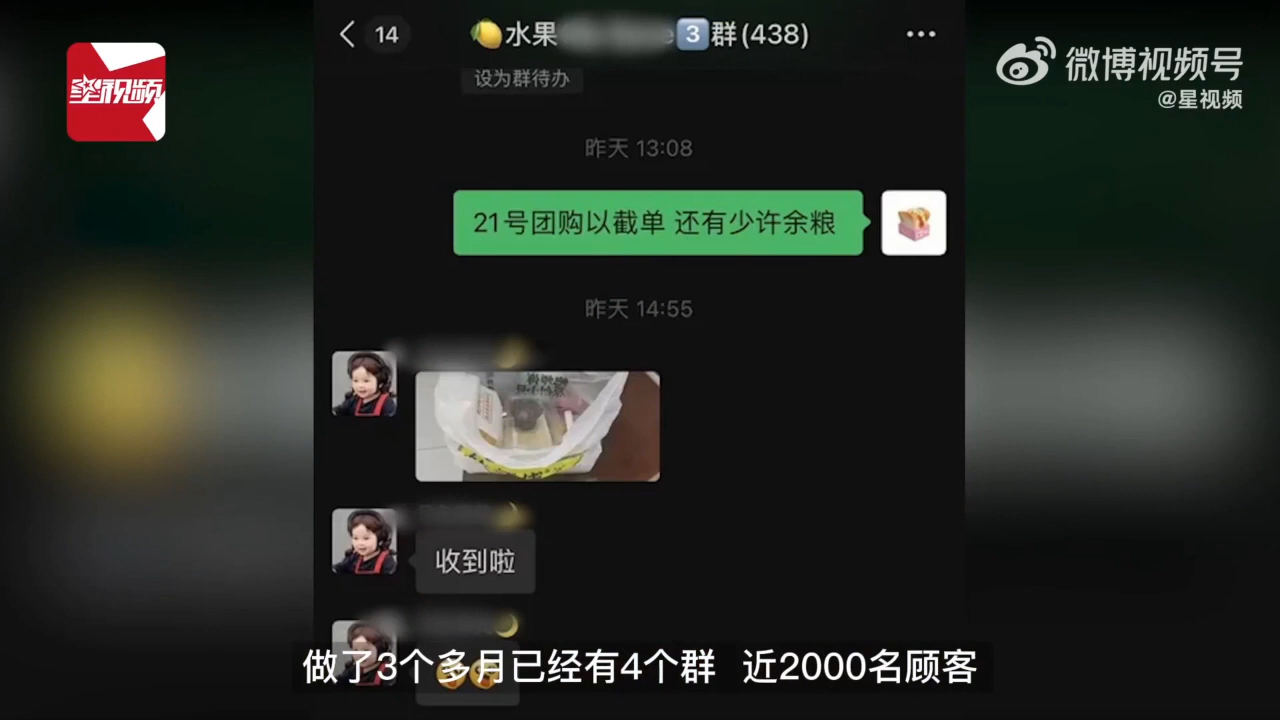 14
🍋水果 3群(438)
设为群待办
昨天 13:08
21号团购以截单 还有少许余粮
昨天 14:55
收到啦
做了3个多月已经有4个群 近2000名顾客
星视频
微博视频号
@星视频